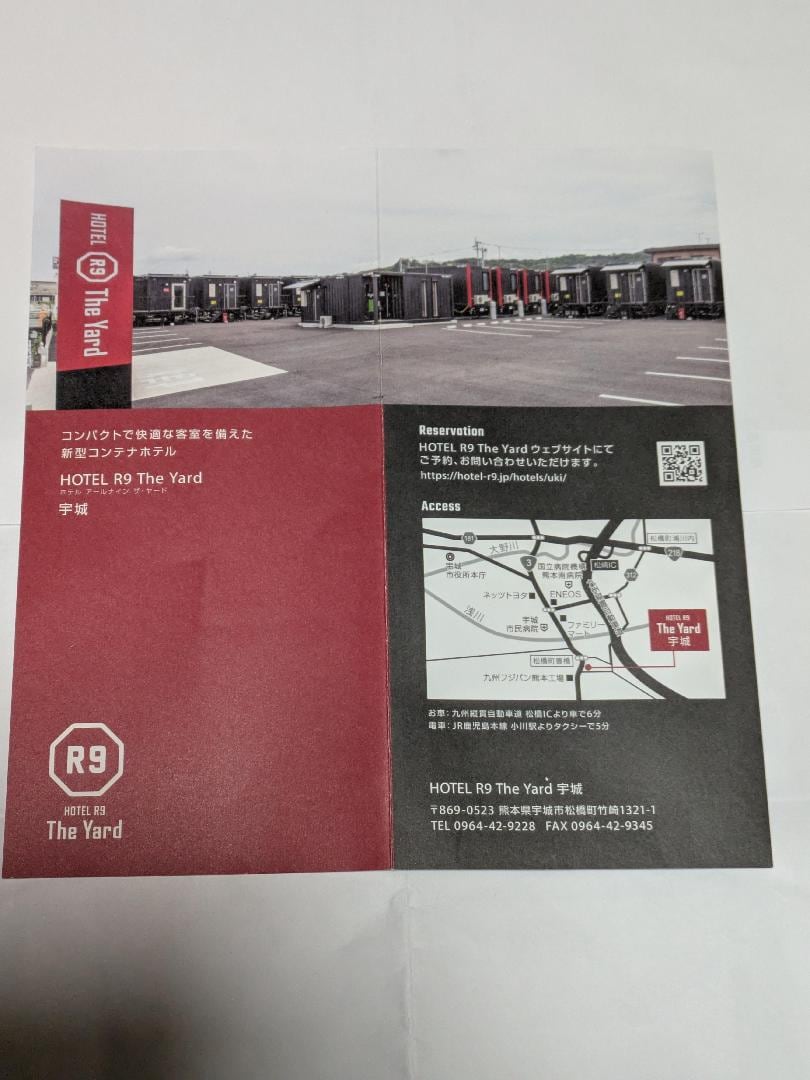 HOTEL R9 The Yard
コンパクトで快適な客室を備えた
新型コンテナホテル
HOTEL R9 The Yard
ホテル アールナイン ザ・ヤード
宇城
R9
HOTEL R9
The Yard
Reservation
HOTEL R9 The Yard ウェブサイトにて
ご予約、お問い合わせいただけます。
https://hotel-r9.jp/hotels/uki/
Access
181
大野川
3
松橋町浦川内
218
宇城
市役所本庁
国立病院機構
熊本南病院
松橋IC
312
ネッツトヨタ
ENEOS
浅川
宇城
市民病院
ファミリー
マート
HOTEL R9
The Yard
宇城
松橋町豊福
九州フジパン熊本工場
お車：九州縦貫自動車道 松橋ICより車で6分
電車：JR鹿児島本線 小川駅よりタクシーで5分
HOTEL R9 The Yard 宇城
〒869-0523 熊本県宇城市松橋町竹崎1321-1
TEL 0964-42-9228 FAX 0964-42-9345